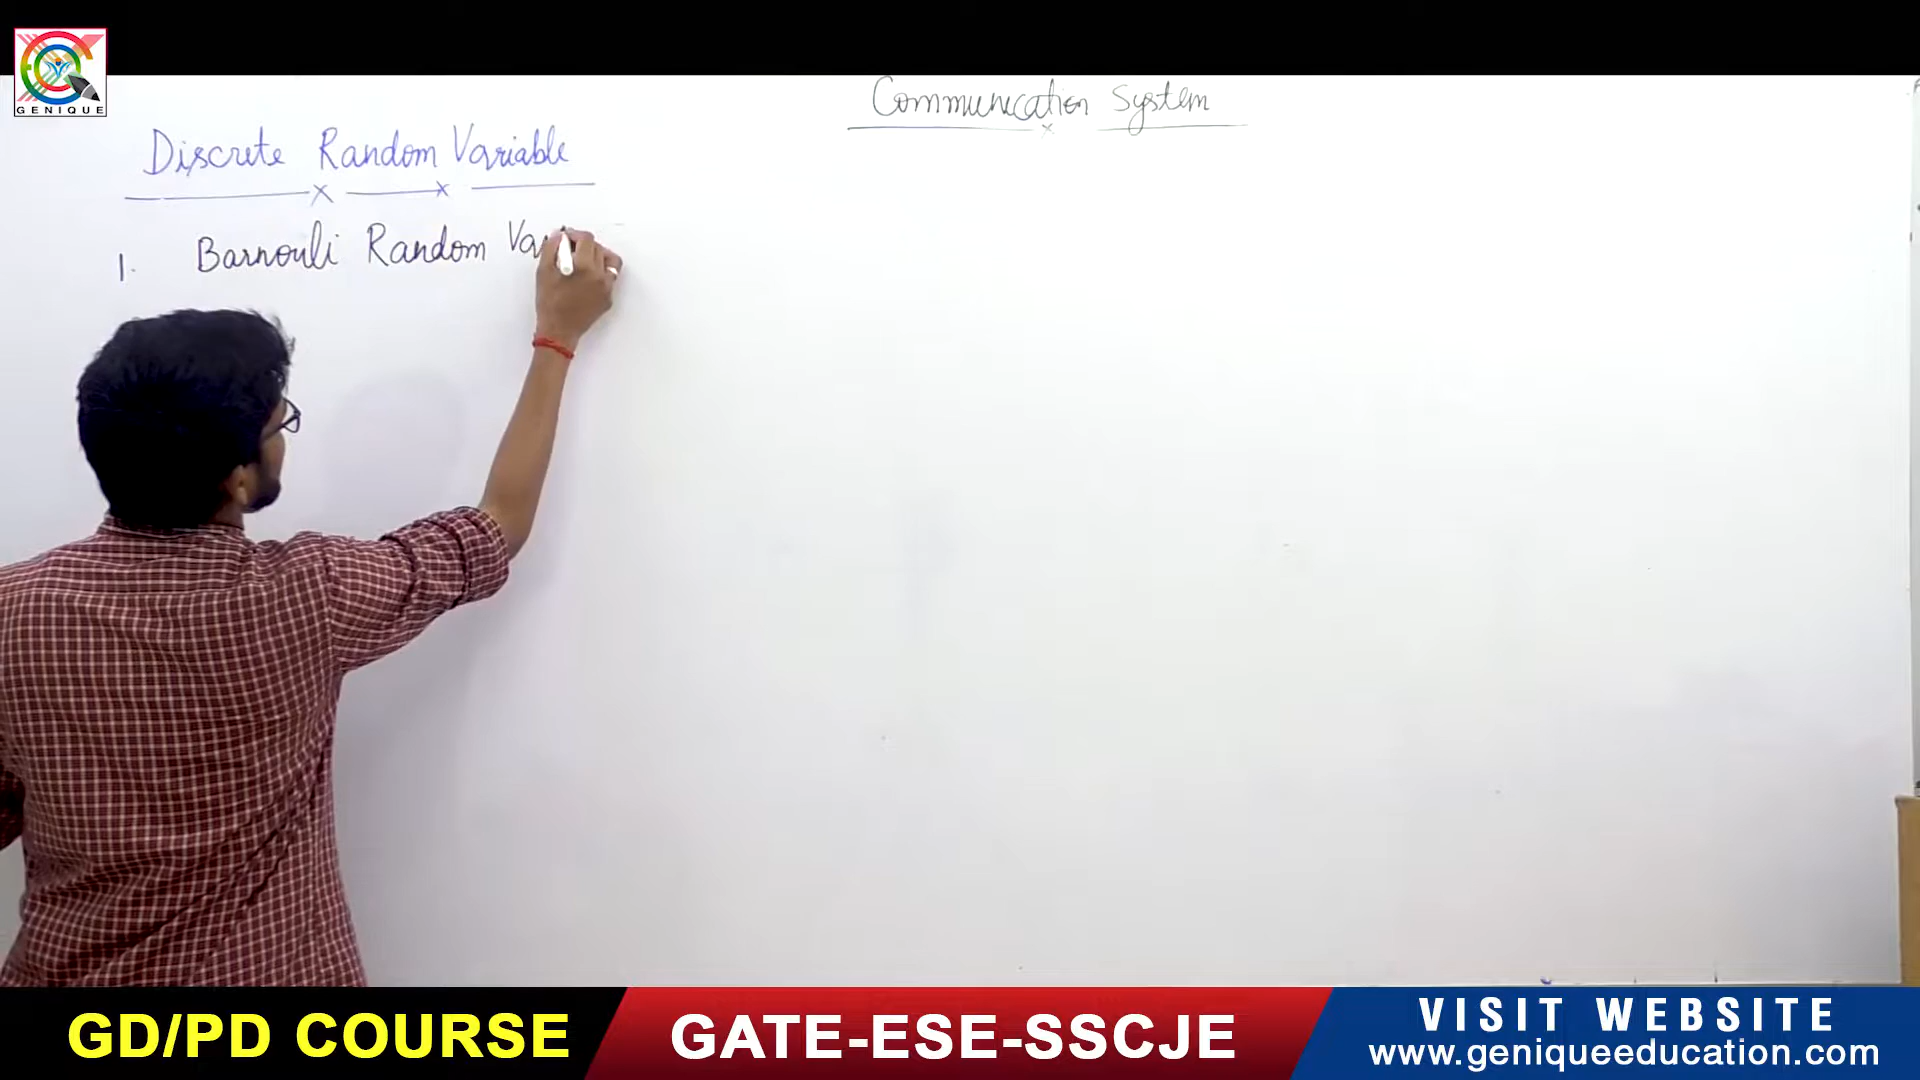 GENIQUE
Communication System
Discrete Random Variable
1. Barnouli Random Va
GD/PD COURSE
GATE-ESE-SSCJE
VISIT WEBSITE
www.geniqueeducation.com